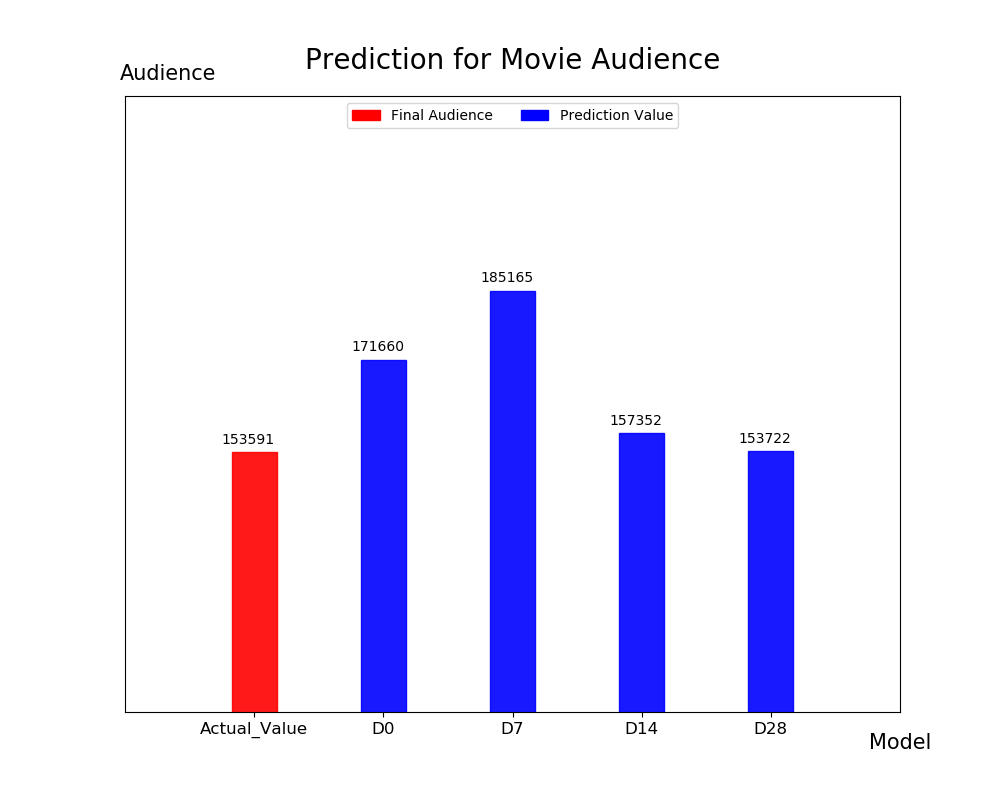 Prediction for Movie Audience
Audience
Final Audience Prediction Value
185165
171660
157352
153591
153722
Actual_Value D0 D7 D14 D28
Model